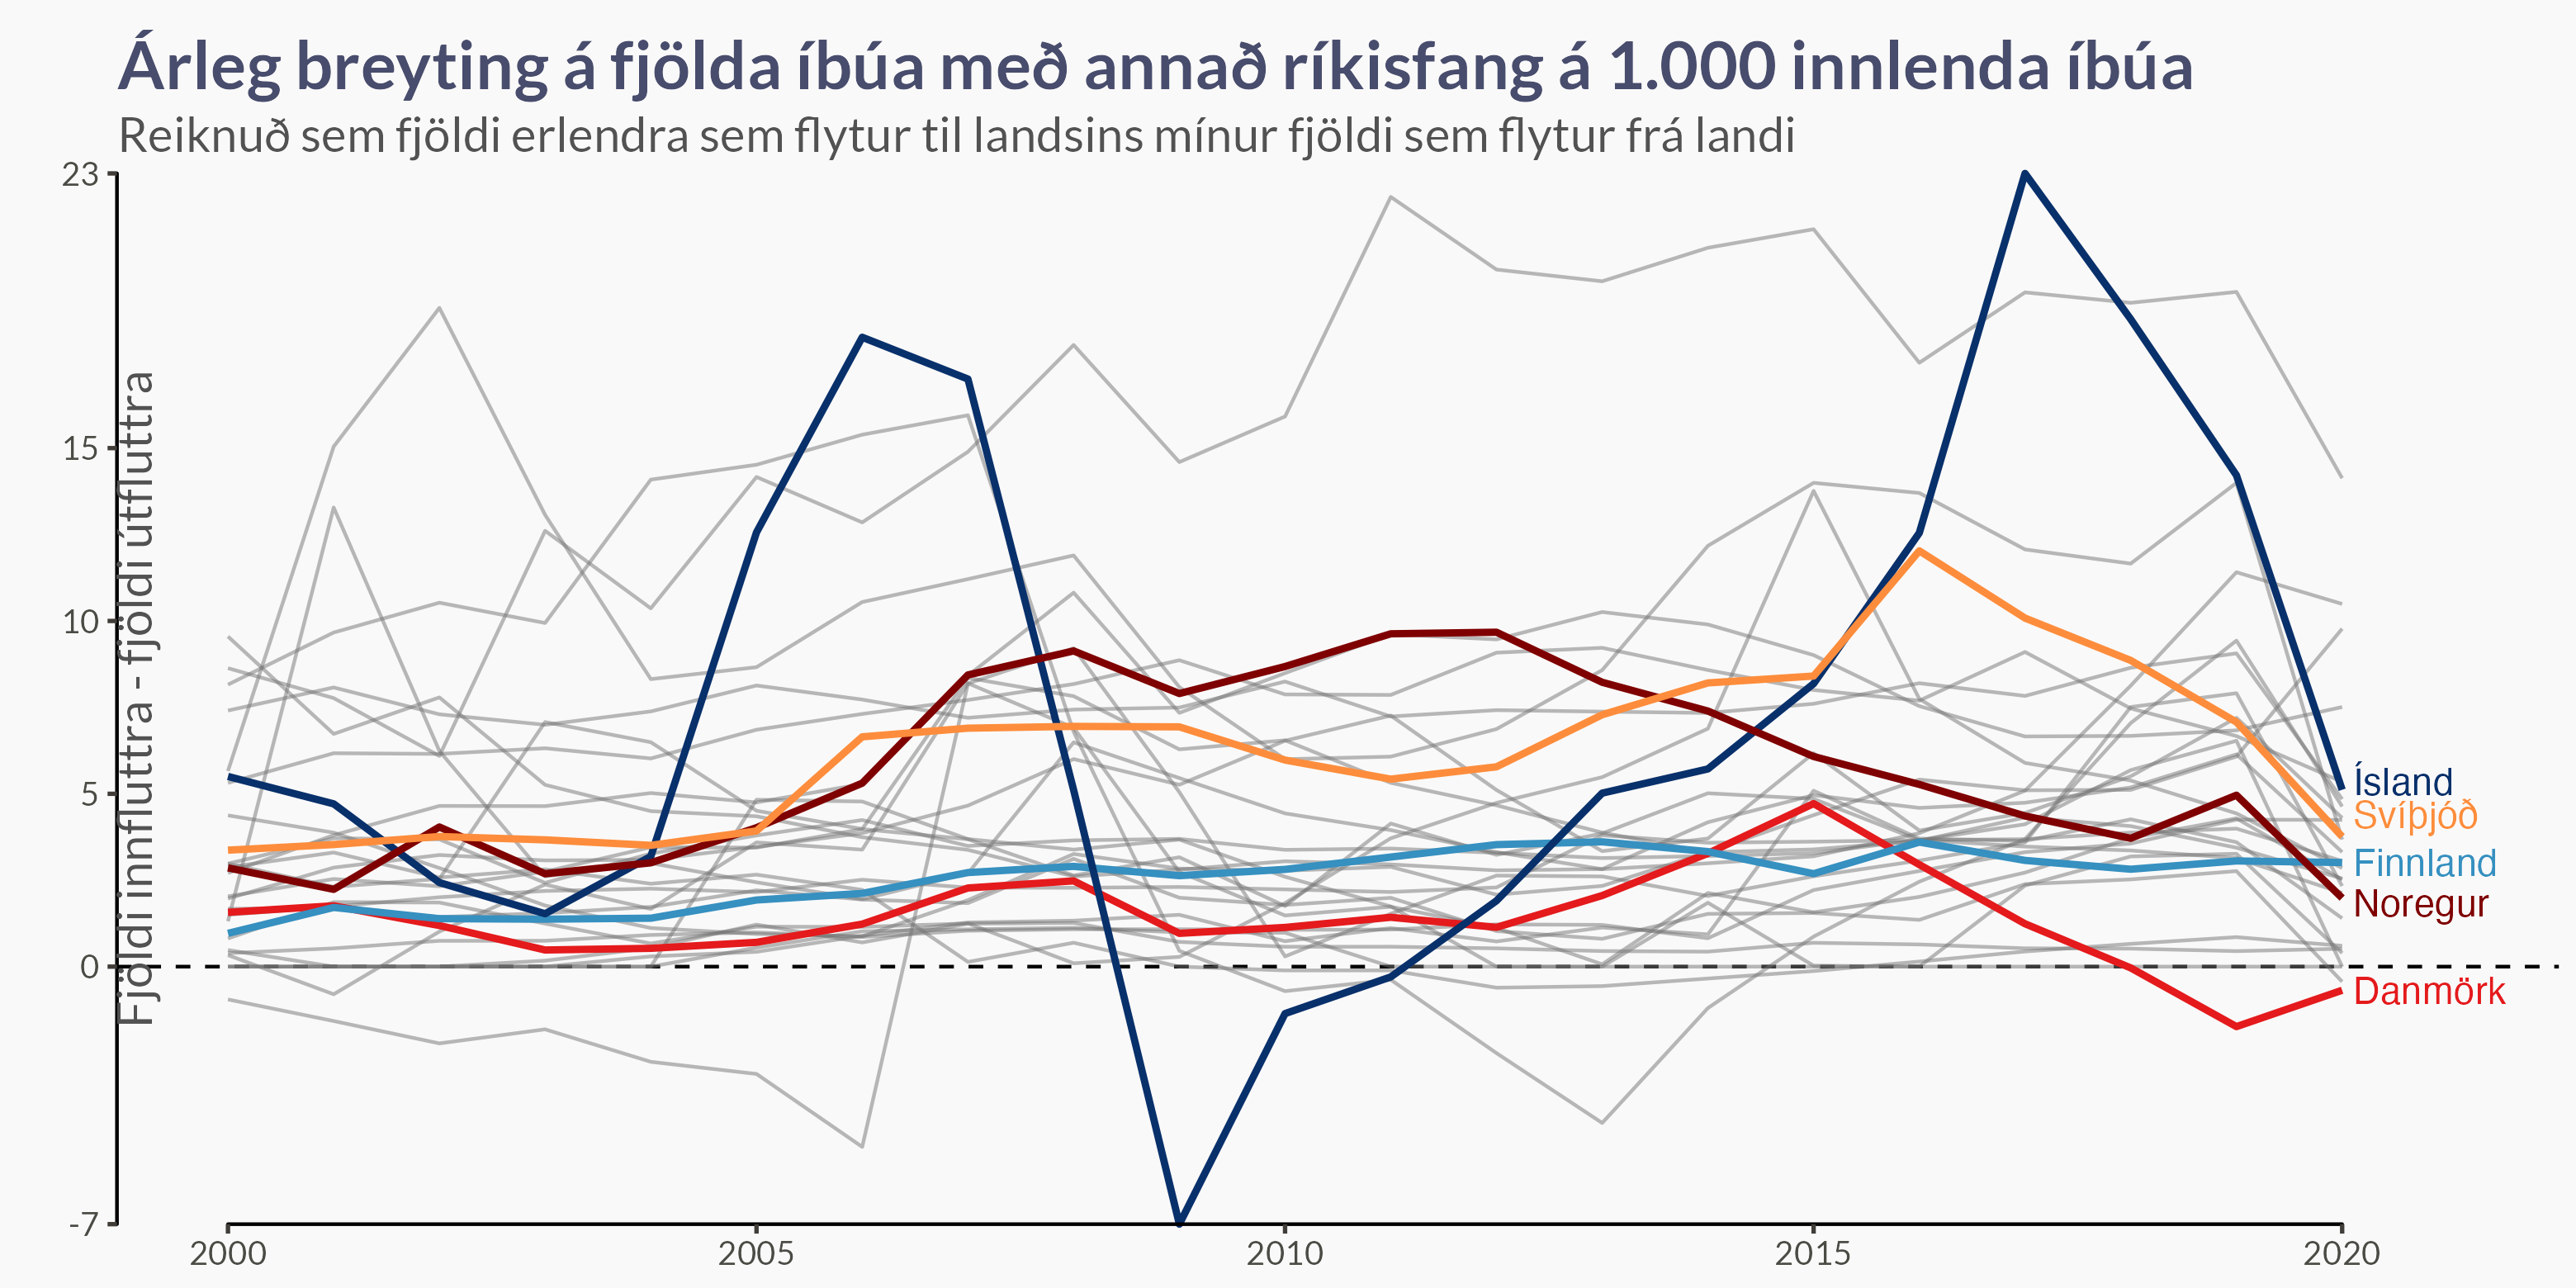 Árleg breyting á fjölda íbúa með annað ríkisfang á 1.000 innlenda íbúa
Reiknuð sem fjöldi erlendra sem flytur til landsins mínur fjöldi sem flytur frá landi
Fjöldi innfluttra - fjöldi útfluttra
23
15
10
5
0
-7
2000
2005
2010
2015
2020
Ísland
Svíþjóð
Finnland
Noregur
Danmörk